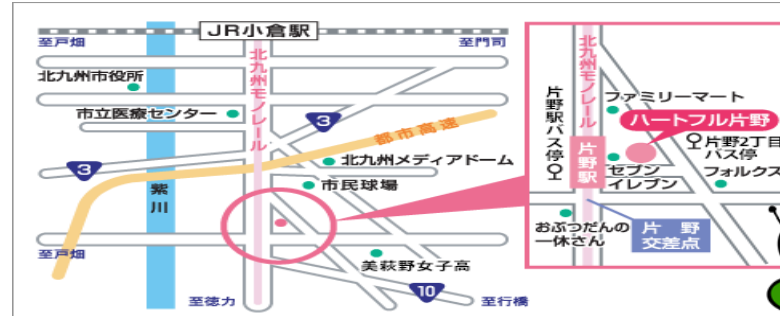 JR小倉駅
至戸畑
至門司
北九州市役所
北九州モノレール
市立医療センター
3
都市高速
3
北九州メディアドーム
紫川
市民球場
至戸畑
美萩野女子高
10
至徳力
至行橋
北九州モノレール
片野駅バス停
ファミリーマート
ハートフル片野
片野駅
片野2丁目
バス停
セブン
イレブン
フォルクス
おぶつだんの
一休さん
片野
交差点